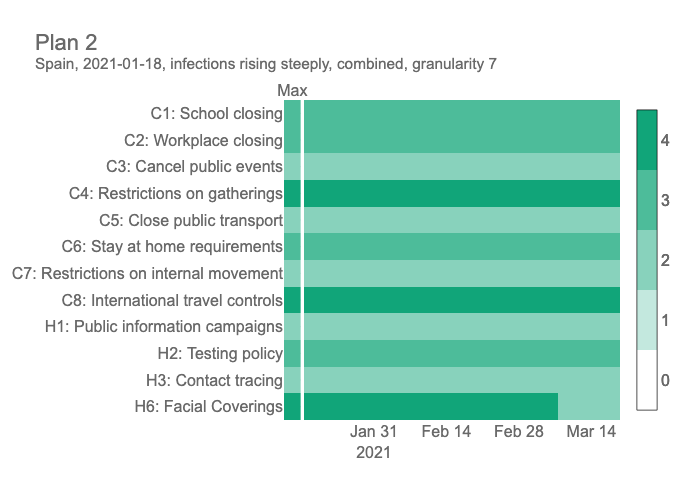 Plan 2
Spain, 2021-01-18, infections rising steeply, combined, granularity 7
Max
C1: School closing
C2: Workplace closing
C3: Cancel public events
C4: Restrictions on gatherings
C5: Close public transport
C6: Stay at home requirements
C7: Restrictions on internal movement
C8: International travel controls
H1: Public information campaigns
H2: Testing policy
H3: Contact tracing
H6: Facial Coverings
Jan 31 Feb 14 Feb 28 Mar 14
2021
4
3
2
1
0